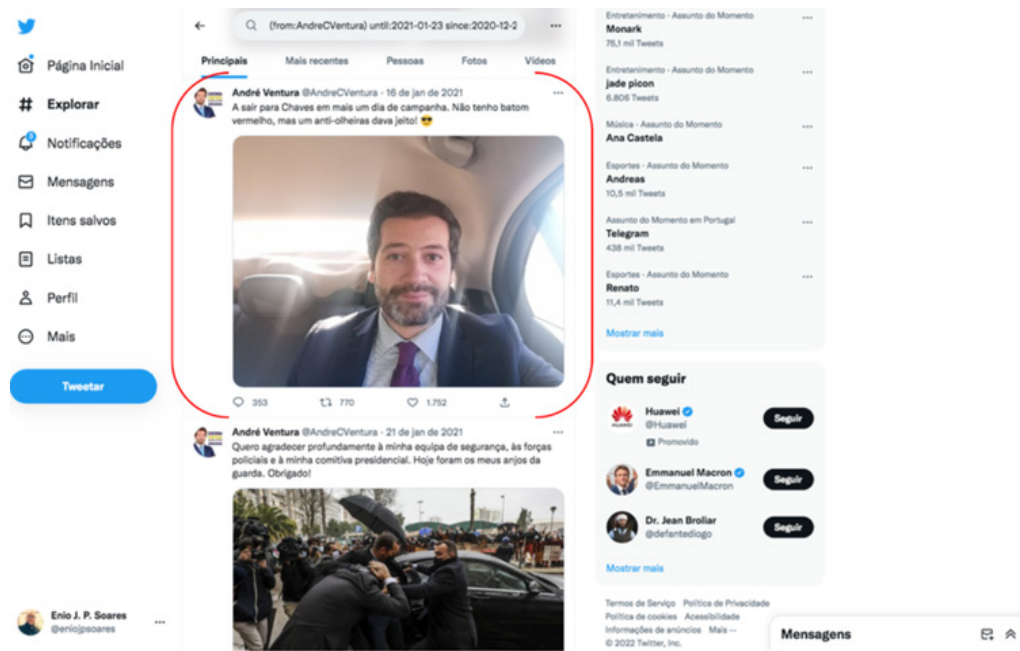 Página Inicial
# Explorar
3
Notificações
Mensagens
Itens salvos
Listas
Perfil
Mais
Tweetar
Enio J. P. Soares
@eniojpsoares
(from:AndreCVentura) until:2021-01-23 since:2020-12-2
Principais Mais recentes Pessoas Fotos Vídeos
André Ventura @AndreCVentura · 16 de jan de 2021
A sair para Chaves em mais um dia de campanha. Não tenho batom
vermelho, mas um anti-olheiras dava jeito! 😎
353 770 1.752
André Ventura @AndreCVentura · 21 de jan de 2021
Quero agradecer profundamente à minha equipa de segurança, às forças
policiais e à minha comitiva presidencial. Hoje foram os meus anjos da
guarda. Obrigado!
Entretenimento · Assunto do Momento
Monark
76,1 mil Tweets
Entretenimento · Assunto do Momento
jade picon
6.806 Tweets
Música · Assunto do Momento
Ana Castela
Esportes · Assunto do Momento
Andreas
10,5 mil Tweets
Assunto do Momento em Portugal
Telegram
438 mil Tweets
Esportes · Assunto do Momento
Renato
11,4 mil Tweets
Mostrar mais
Quem seguir
HUAWEI
Huawei
@Huawei
Promovido
Seguir
Emmanuel Macron
@EmmanuelMacron
Seguir
Dr. Jean Broliar
@defantediogo
Seguir
Mostrar mais
Termos de Serviço Política de Privacidade
Política de cookies Acessibilidade
Informações de anúncios Mais ···
© 2022 Twitter, Inc.
Mensagens